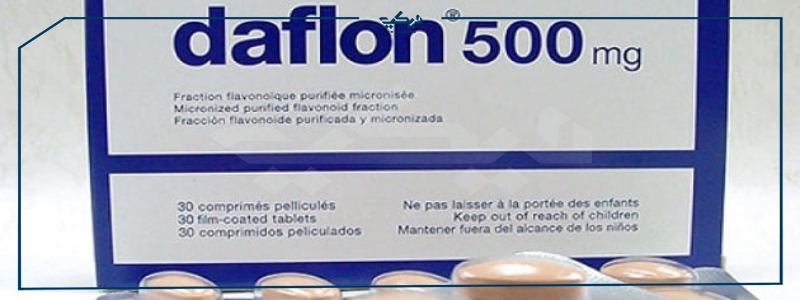 daflon® 500 mg
Fraction flavonoïque purifiée micronisée
Micronized purified flavonoid fraction
Fracción flavonoide purificada y micronizada
30 comprimés pelliculés
30 film-coated tablets
30 comprimidos peliculados
Ne pas laisser à la portée des enfants
Keep out of reach of children
Mantener fuera del alcance de los niños